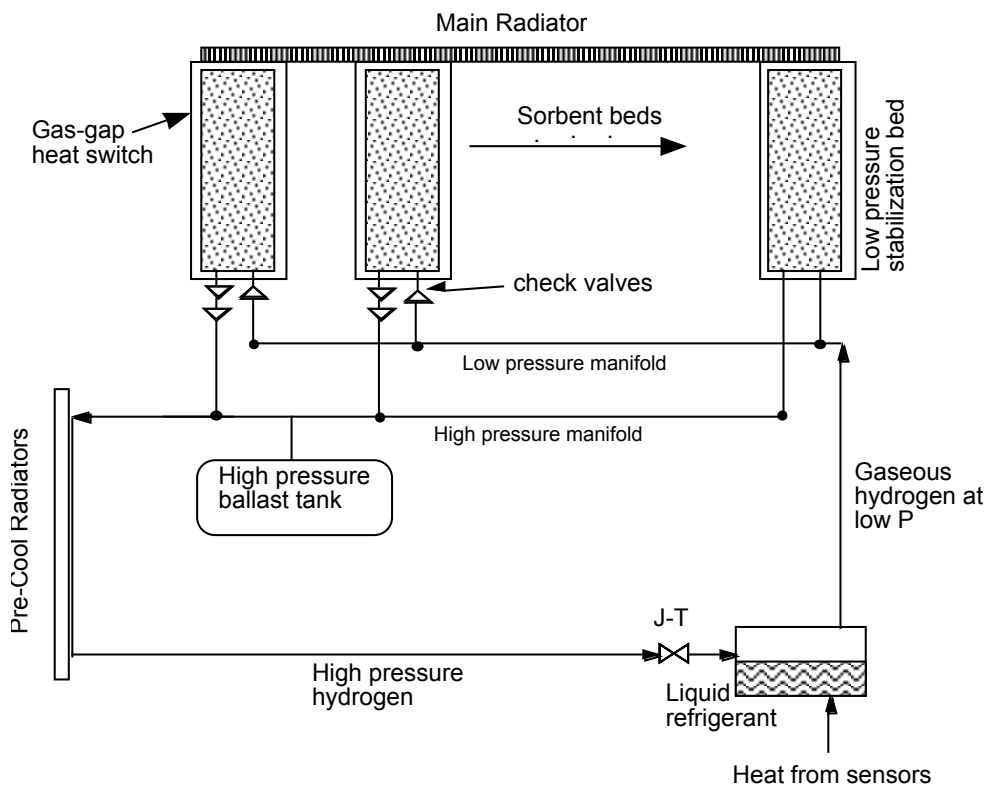 Main Radiator
Gas-gap
heat switch
Sorbent beds
Low pressure
stabilization bed
check valves
Low pressure manifold
High pressure manifold
High pressure
ballast tank
Pre-Cool Radiators
Gaseous
hydrogen at
low P
J-T
High pressure
hydrogen
Liquid
refrigerant
Heat from sensors